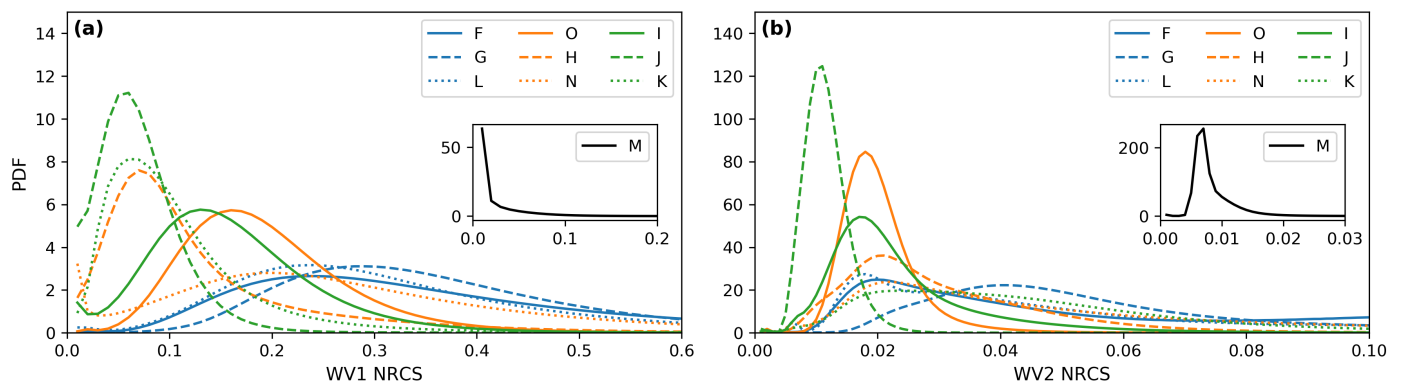 (a)
F O I
G H J
L N K
M
50
0
0.0 0.1 0.2
14
12
10
8
6
4
2
0
PDF
0.0 0.1 0.2 0.3 0.4 0.5 0.6
WV1 NRCS
(b)
F O I
G H J
L N K
M
200
0
0.00 0.01 0.02 0.03
140
120
100
80
60
40
20
0
0.00 0.02 0.04 0.06 0.08 0.10
WV2 NRCS